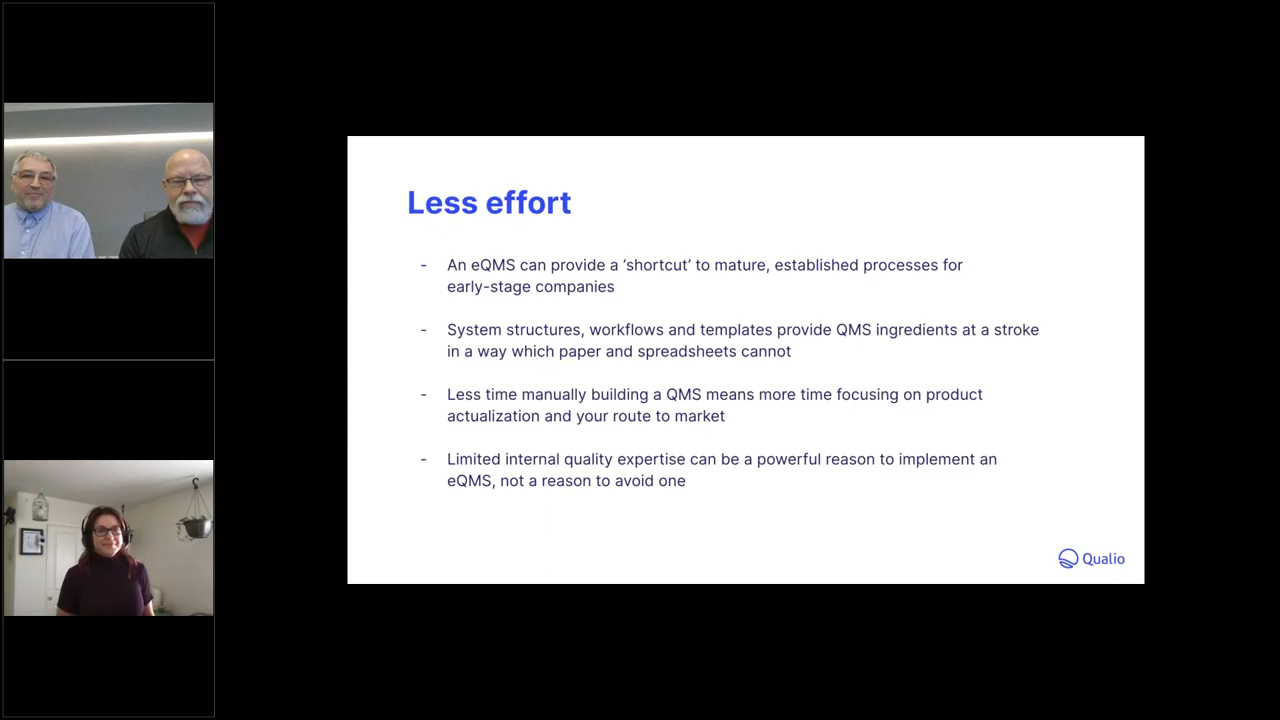 Less effort
- An eQMS can provide a ‘shortcut’ to mature, established processes for
early-stage companies
- System structures, workflows and templates provide QMS ingredients at a stroke
in a way which paper and spreadsheets cannot
- Less time manually building a QMS means more time focusing on product
actualization and your route to market
- Limited internal quality expertise can be a powerful reason to implement an
eQMS, not a reason to avoid one
Qualio